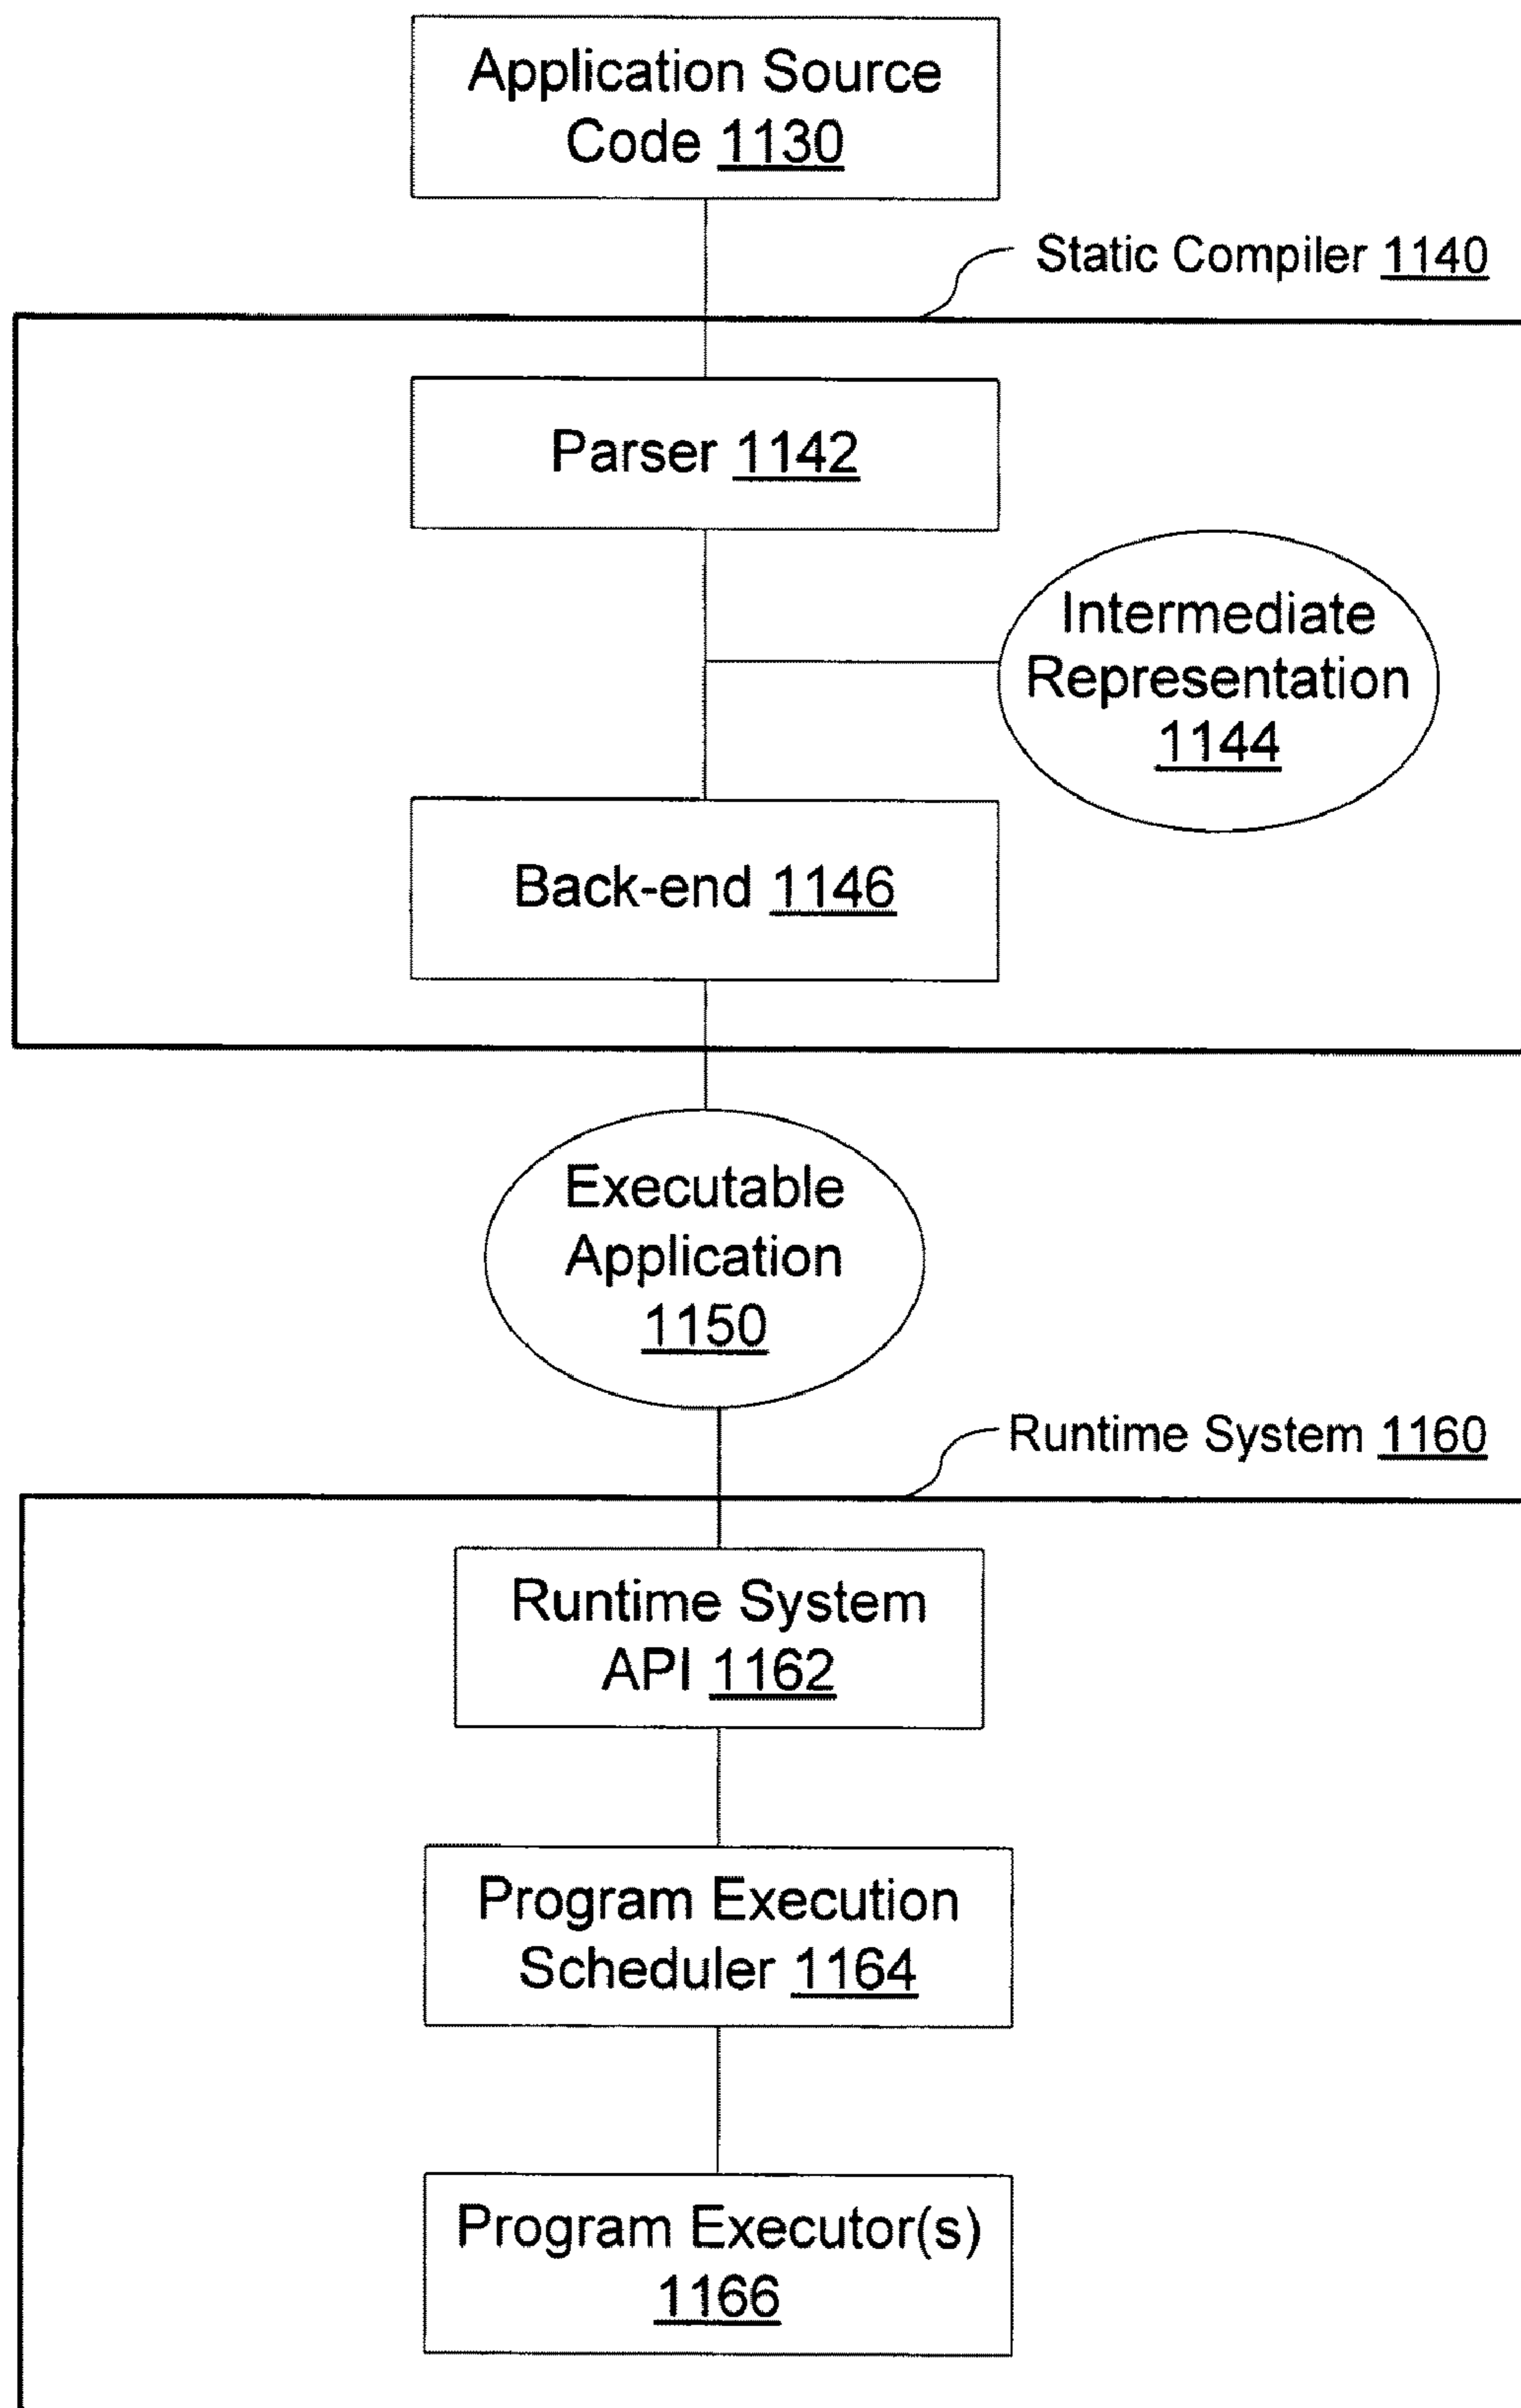 Application Source
Code 1130
Static Compiler 1140
Parser 1142
Intermediate
Representation
1144
Back-end 1146
Executable
Application
1150
Runtime System 1160
Runtime System
API 1162
Program Execution
Scheduler 1164
Program Executor(s)
1166